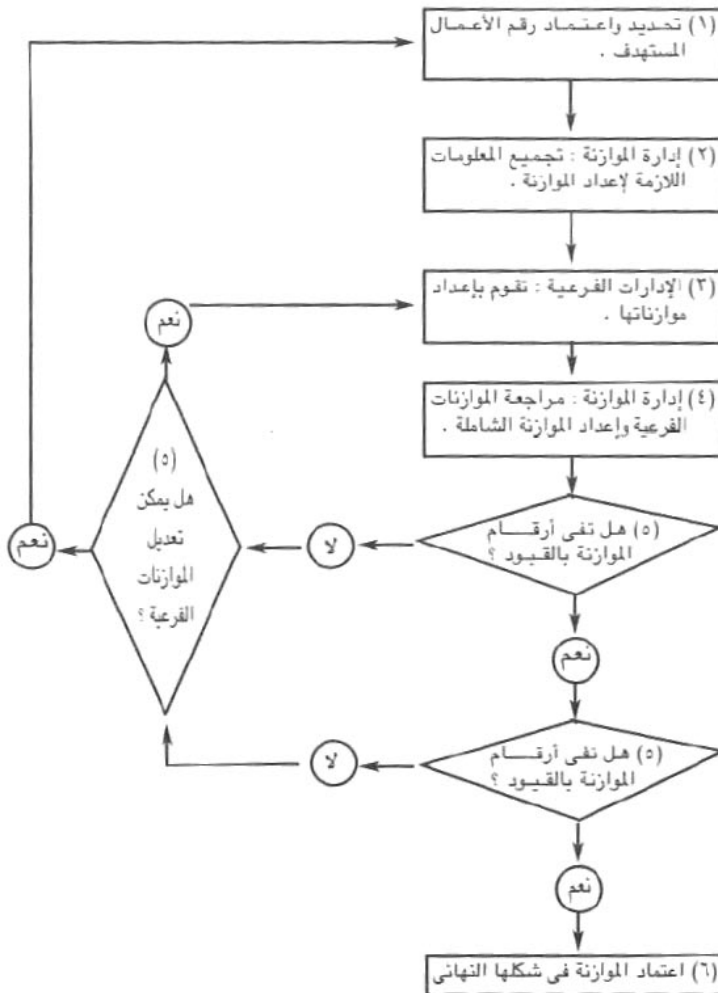 (١) تحديد واعتماد رقم الأعمال
المستهدف .
(٢) إدارة الموازنة : تجميع المعلومات
اللازمة لإعداد الموازنة .
(٣) الإدارات الفرعية : تقوم بإعداد
موازناتها .
نعم
(٤) إدارة الموازنة : مراجعة الموازنات
الفرعية وإعداد الموازنة الشاملة .
(٥) هل تفى أرقـــام
الموازنة بالقيود ؟
لا
(٥)
هل يمكن
تعديل
الموازنات
الفرعية ؟
نعم
نعم
(٥) هل تفى أرقـــام
الموازنة بالقيود ؟
لا
نعم
(٦) اعتماد الموازنة فى شكلها النهائى